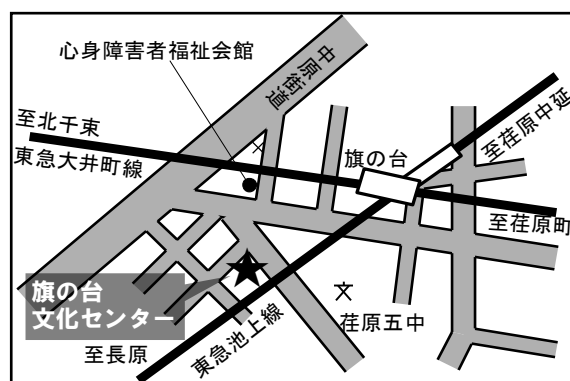 心身障害者福祉会館
中原街道
至北千束
東急大井町線
旗の台
至荏原中延
至荏原町
旗の台
文化センター
荏原五中
東急池上線
至長原